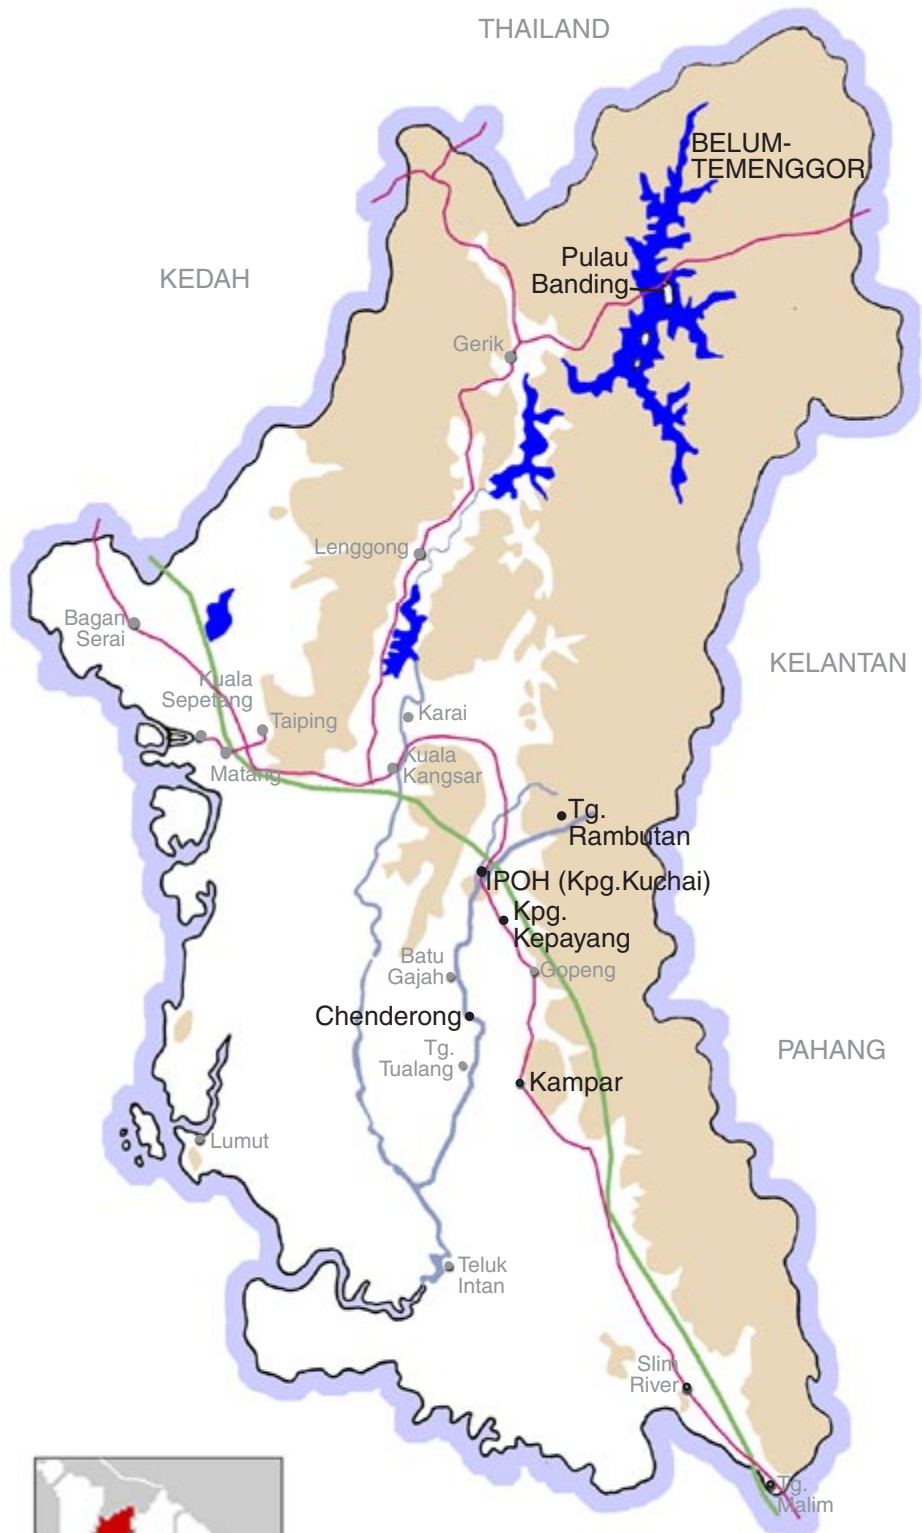 THAILAND
BELUM-
TEMENGGOR
Pulau
Banding
KEDAH
Gerik
Lenggong
Bagan
Serai
Kuala
Sepetang
Taiping
Karai
KELANTAN
Matang
Kuala
Kangsar
Tg.
Rambutan
IPOH (Kpg.Kuchai)
Kpg.
Kepayang
Batu
Gajah
Gopeng
Chenderong
Tg.
Tualang
PAHANG
Kampar
Lumut
Teluk
Intan
Slim
River
Tg.
Malim